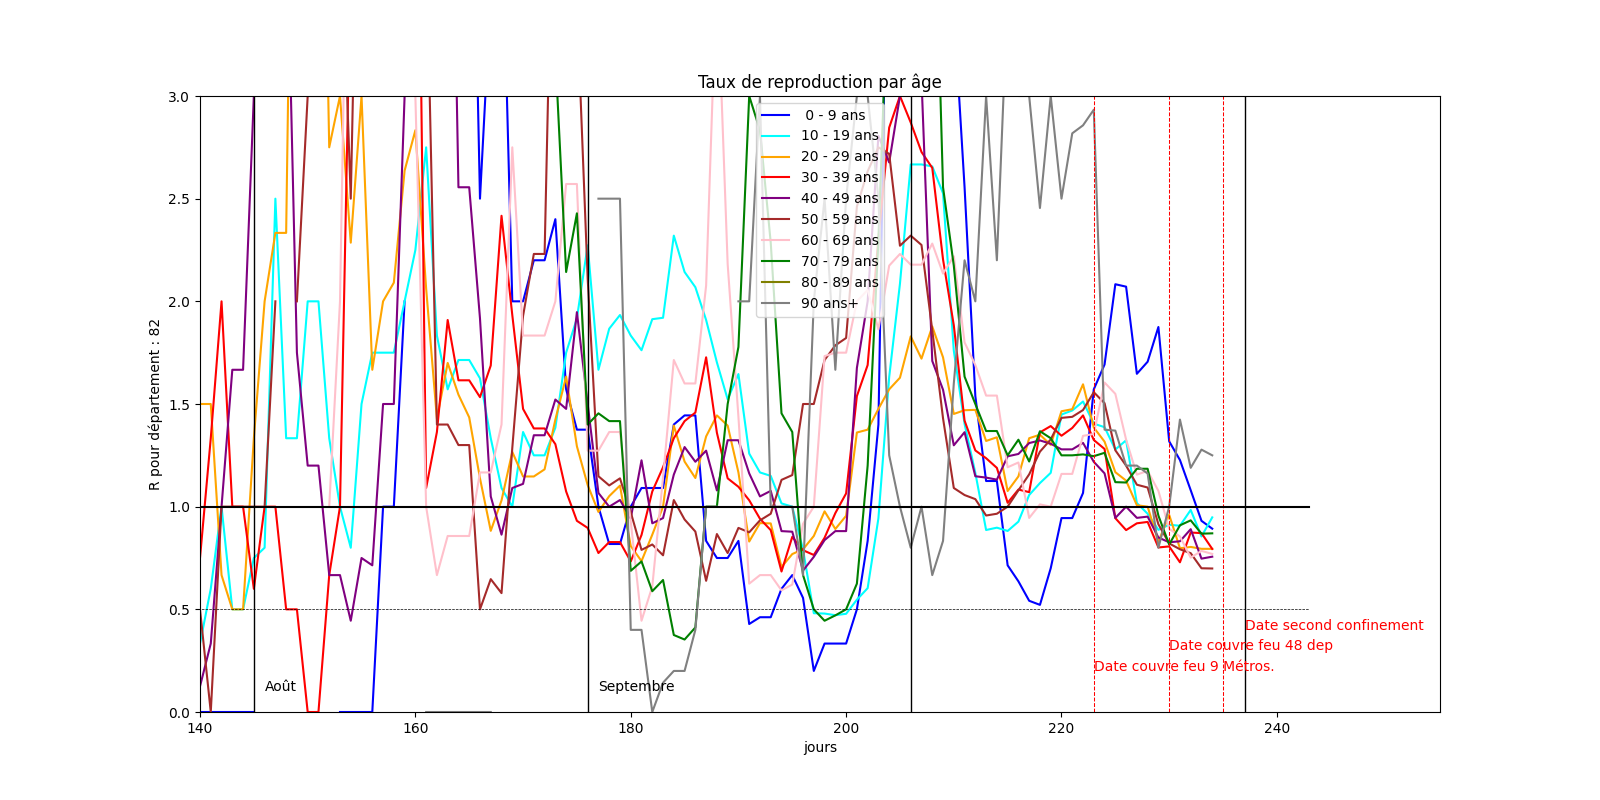 Taux de reproduction par âge
R pour département : 82
3.0
2.5
2.0
1.5
1.0
0.5
0.0
0 - 9 ans
10 - 19 ans
20 - 29 ans
30 - 39 ans
40 - 49 ans
50 - 59 ans
60 - 69 ans
70 - 79 ans
80 - 89 ans
90 ans+
Date second confinement
Date couvre feu 48 dep
Date couvre feu 9 Métros.
Août
Septembre
140 160 180 200 220 240
jours